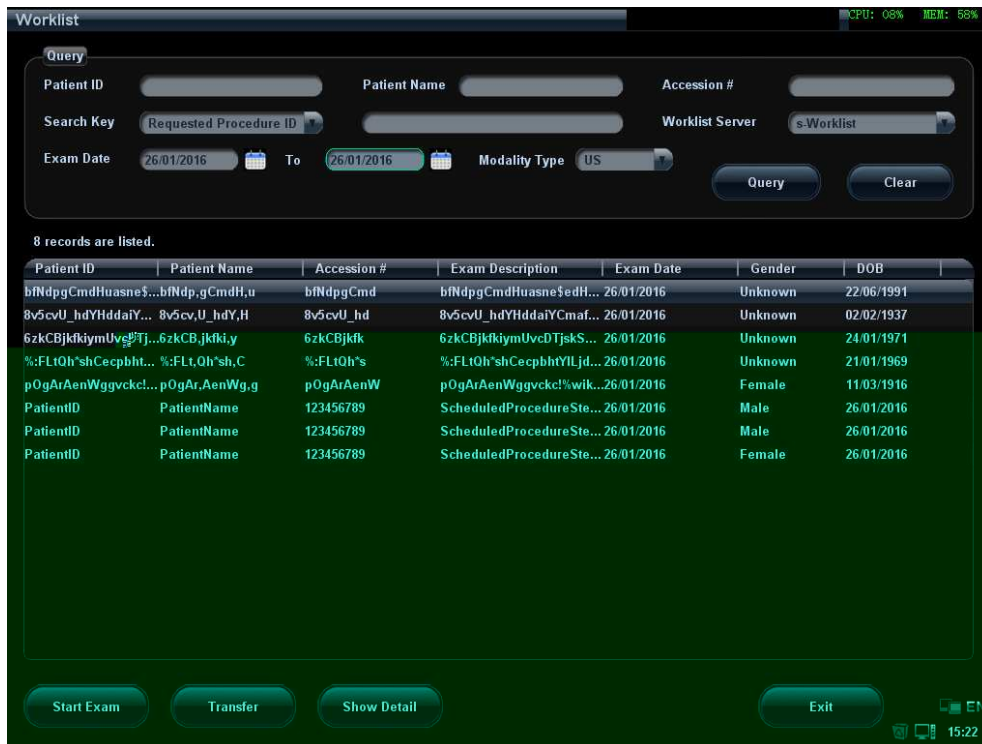 Worklist CPU: 08% MEM: 58%
Query
Patient ID Patient Name Accession #
Search Key Requested Procedure ID Worklist Server s-Worklist
Exam Date 26/01/2016 To 26/01/2016 Modality Type US
Query Clear
8 records are listed.
Patient ID Patient Name Accession # Exam Description Exam Date Gender DOB
bfNdpgCmdHuasne$... bfNdp,gCmdH,u bfNdpgCmd bfNdpgCmdHuasne$edH... 26/01/2016 Unknown 22/06/1991
8v5cvU_hdYHddaiY... 8v5cv,U_hdY,H 8v5cvU_hd 8v5cvU_hdYHddaiYCmaf... 26/01/2016 Unknown 02/02/1937
6zkCB,jkfki,y 6zkCBjkfk 6zkCBjkfkiymUvcDTjskS... 26/01/2016 Unknown 24/01/1971
%:FLtQh*shCecpbht... %:FLt,Qh*sh,C %:FLtQh*s %:FLtQh*shCecpbhtYILjd... 26/01/2016 Unknown 21/01/1969
pOgArAenWggvckc!... pOgAr,AenWg,g pOgArAenW pOgArAenWggvckc!%wik... 26/01/2016 Female 11/03/1916
PatientID PatientName 123456789 ScheduledProcedureSte... 26/01/2016 Male 26/01/2016
PatientID PatientName 123456789 ScheduledProcedureSte... 26/01/2016 Male 26/01/2016
PatientID PatientName 123456789 ScheduledProcedureSte... 26/01/2016 Female 26/01/2016
Start Exam Transfer Show Detail Exit EN
15:22